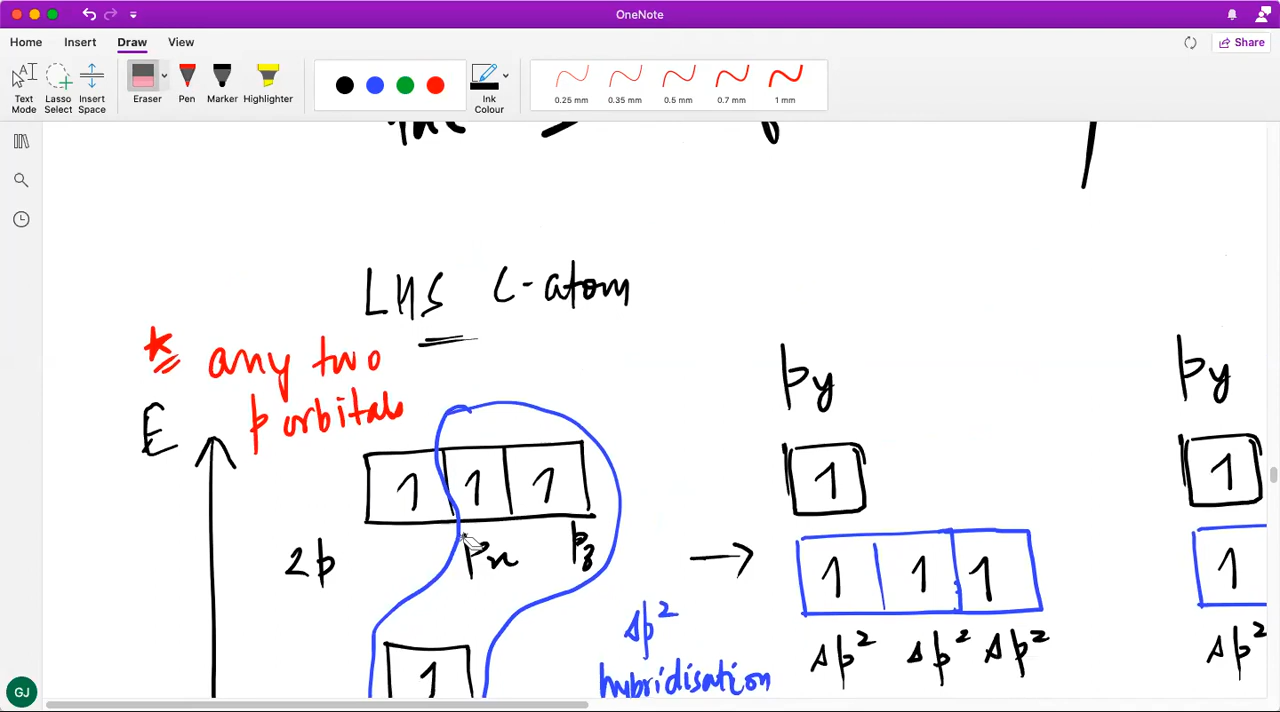 OneNote
Home Insert Draw View
Share
Text Mode
Lasso Select
Insert Space
Eraser
Pen
Marker
Highlighter
Ink Colour
0.25 mm
0.35 mm
0.5 mm
0.7 mm
1 mm
LHS C-atom
* any two
p orbitals
E
1 1 1
2p
px pz
1
→
sp²
hybridisation
py
1
1 1 1
sp² sp² sp²
py
1
1
sp²
GJ